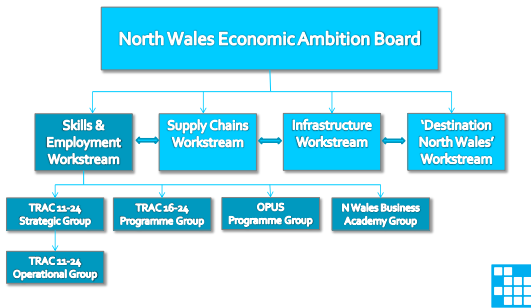 North Wales Economic Ambition Board
Skills &
Employment
Workstream
Supply Chains
Workstream
Infrastructure
Workstream
‘Destination
North Wales’
Workstream
TRAC 11-24
Strategic Group
TRAC 16-24
Programme Group
OPUS
Programme Group
N Wales Business
Academy Group
TRAC 11-24
Operational Group